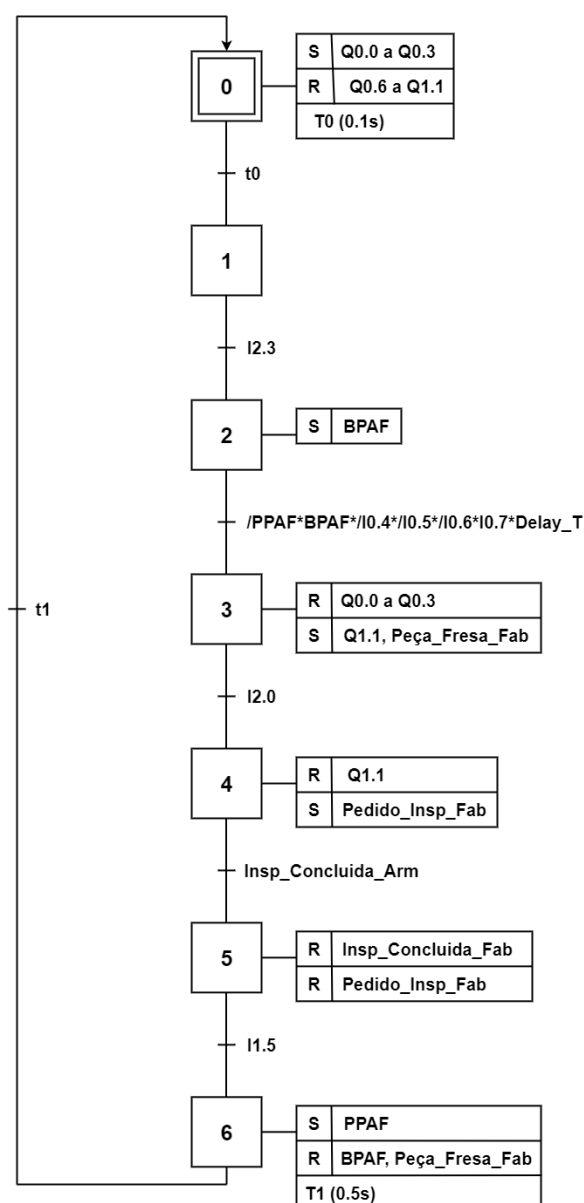 0
S Q0.0 a Q0.3
R Q0.6 a Q1.1
T0 (0.1s)
t0
1
I2.3
2
S BPAF
/PPAF*BPAF*/I0.4*/I0.5*/I0.6*I0.7*Delay_T
3
R Q0.0 a Q0.3
S Q1.1, Peça_Fresa_Fab
t1
I2.0
4
R Q1.1
S Pedido_Insp_Fab
Insp_Concluida_Arm
5
R Insp_Concluida_Fab
R Pedido_Insp_Fab
I1.5
6
S PPAF
R BPAF, Peça_Fresa_Fab
T1 (0.5s)